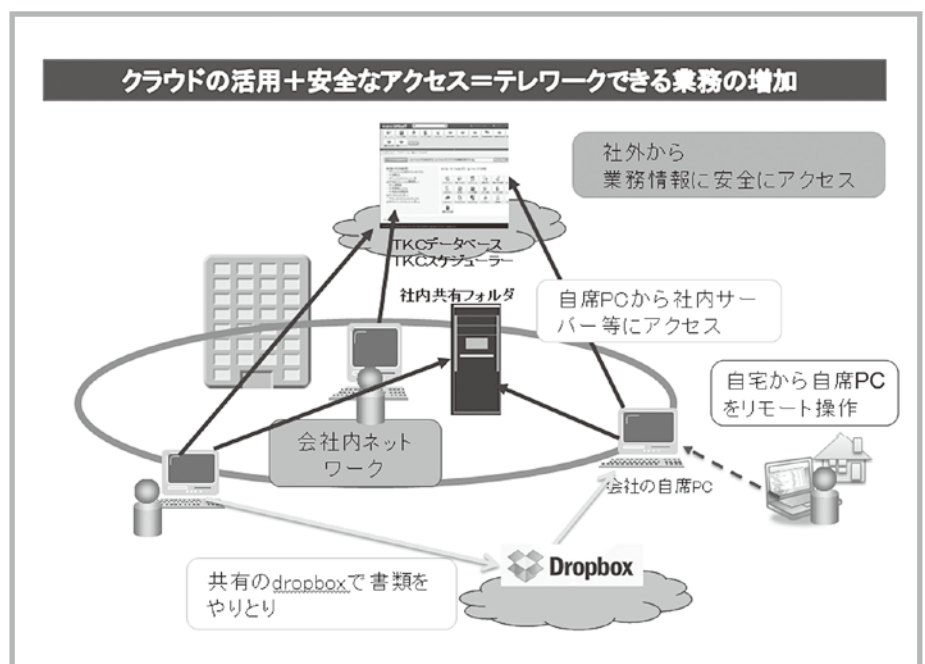 クラウドの活用＋安全なアクセス＝テレワークできる業務の増加
社外から
業務情報に安全にアクセス
TKCデータベース
TKCスケジューラー
社内共有フォルダ
自席PCから社内サー
バー等にアクセス
自宅から自席PC
をリモート操作
会社内ネット
ワーク
会社の自席PC
Dropbox
共有のdropboxで書類を
やりとり